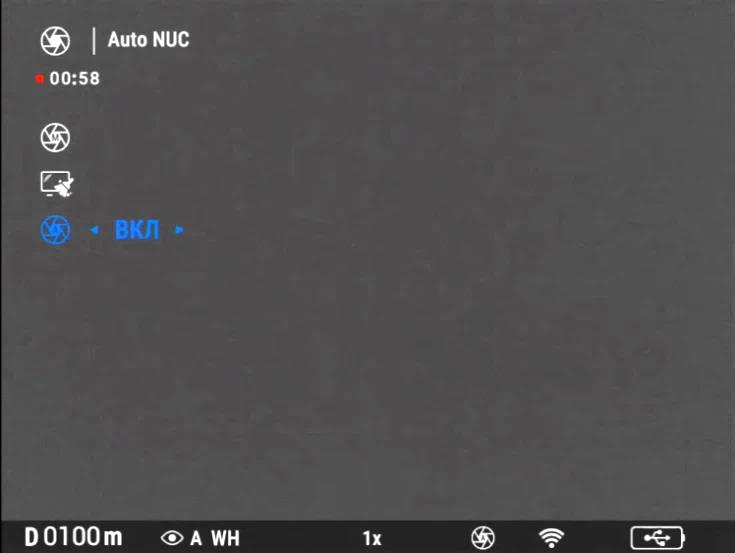 Auto NUC
00:58
ВКЛ
D0100m A WH 1x